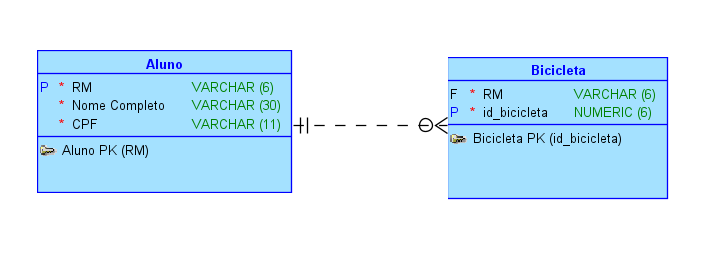 Aluno
P * RM VARCHAR (6)
* Nome Completo VARCHAR (30)
* CPF VARCHAR (11)
Aluno PK (RM)
Bicicleta
F * RM VARCHAR (6)
P * id_bicicleta NUMERIC (6)
Bicicleta PK (id_bicicleta)